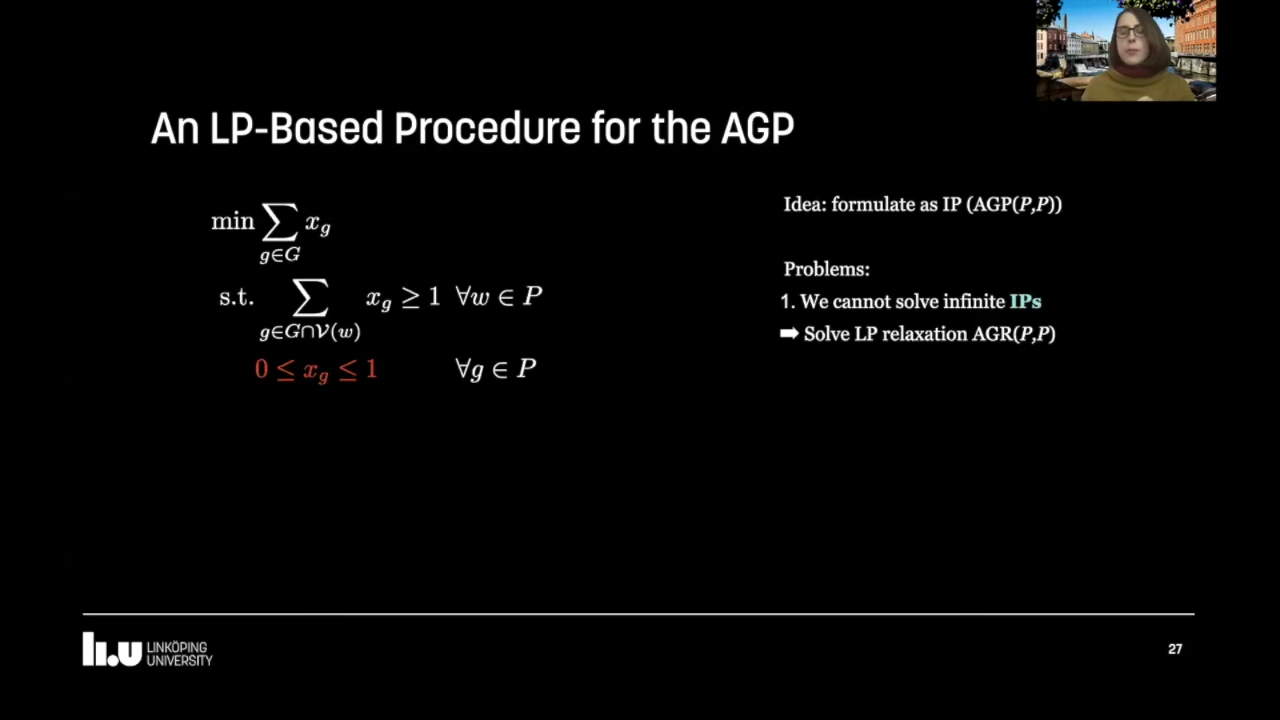 An LP-Based Procedure for the AGP
min ∑ x_g
g∈G
s.t. ∑ x_g ≥ 1 ∀w ∈ P
g∈G∩𝒱(w)
0 ≤ x_g ≤ 1 ∀g ∈ P
Idea: formulate as IP (AGP(P,P))
Problems:
1. We cannot solve infinite IPs
➡ Solve LP relaxation AGR(P,P)
li.u LINKÖPING
UNIVERSITY
27